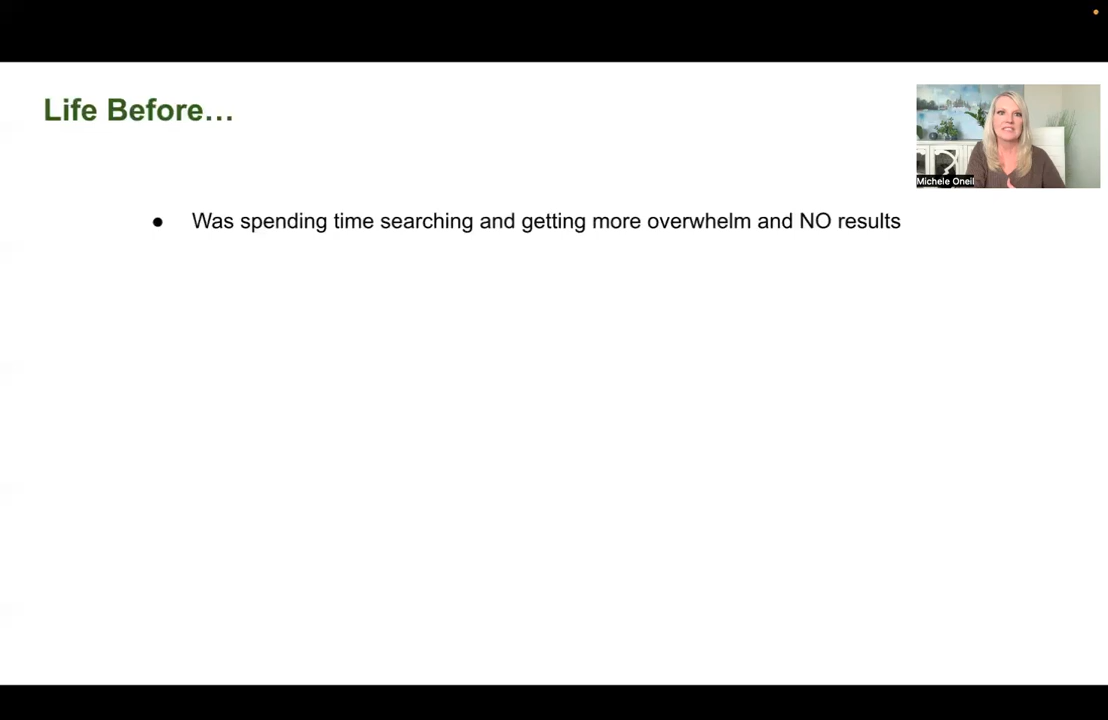 Life Before…
Michele Oneil
● Was spending time searching and getting more overwhelm and NO results